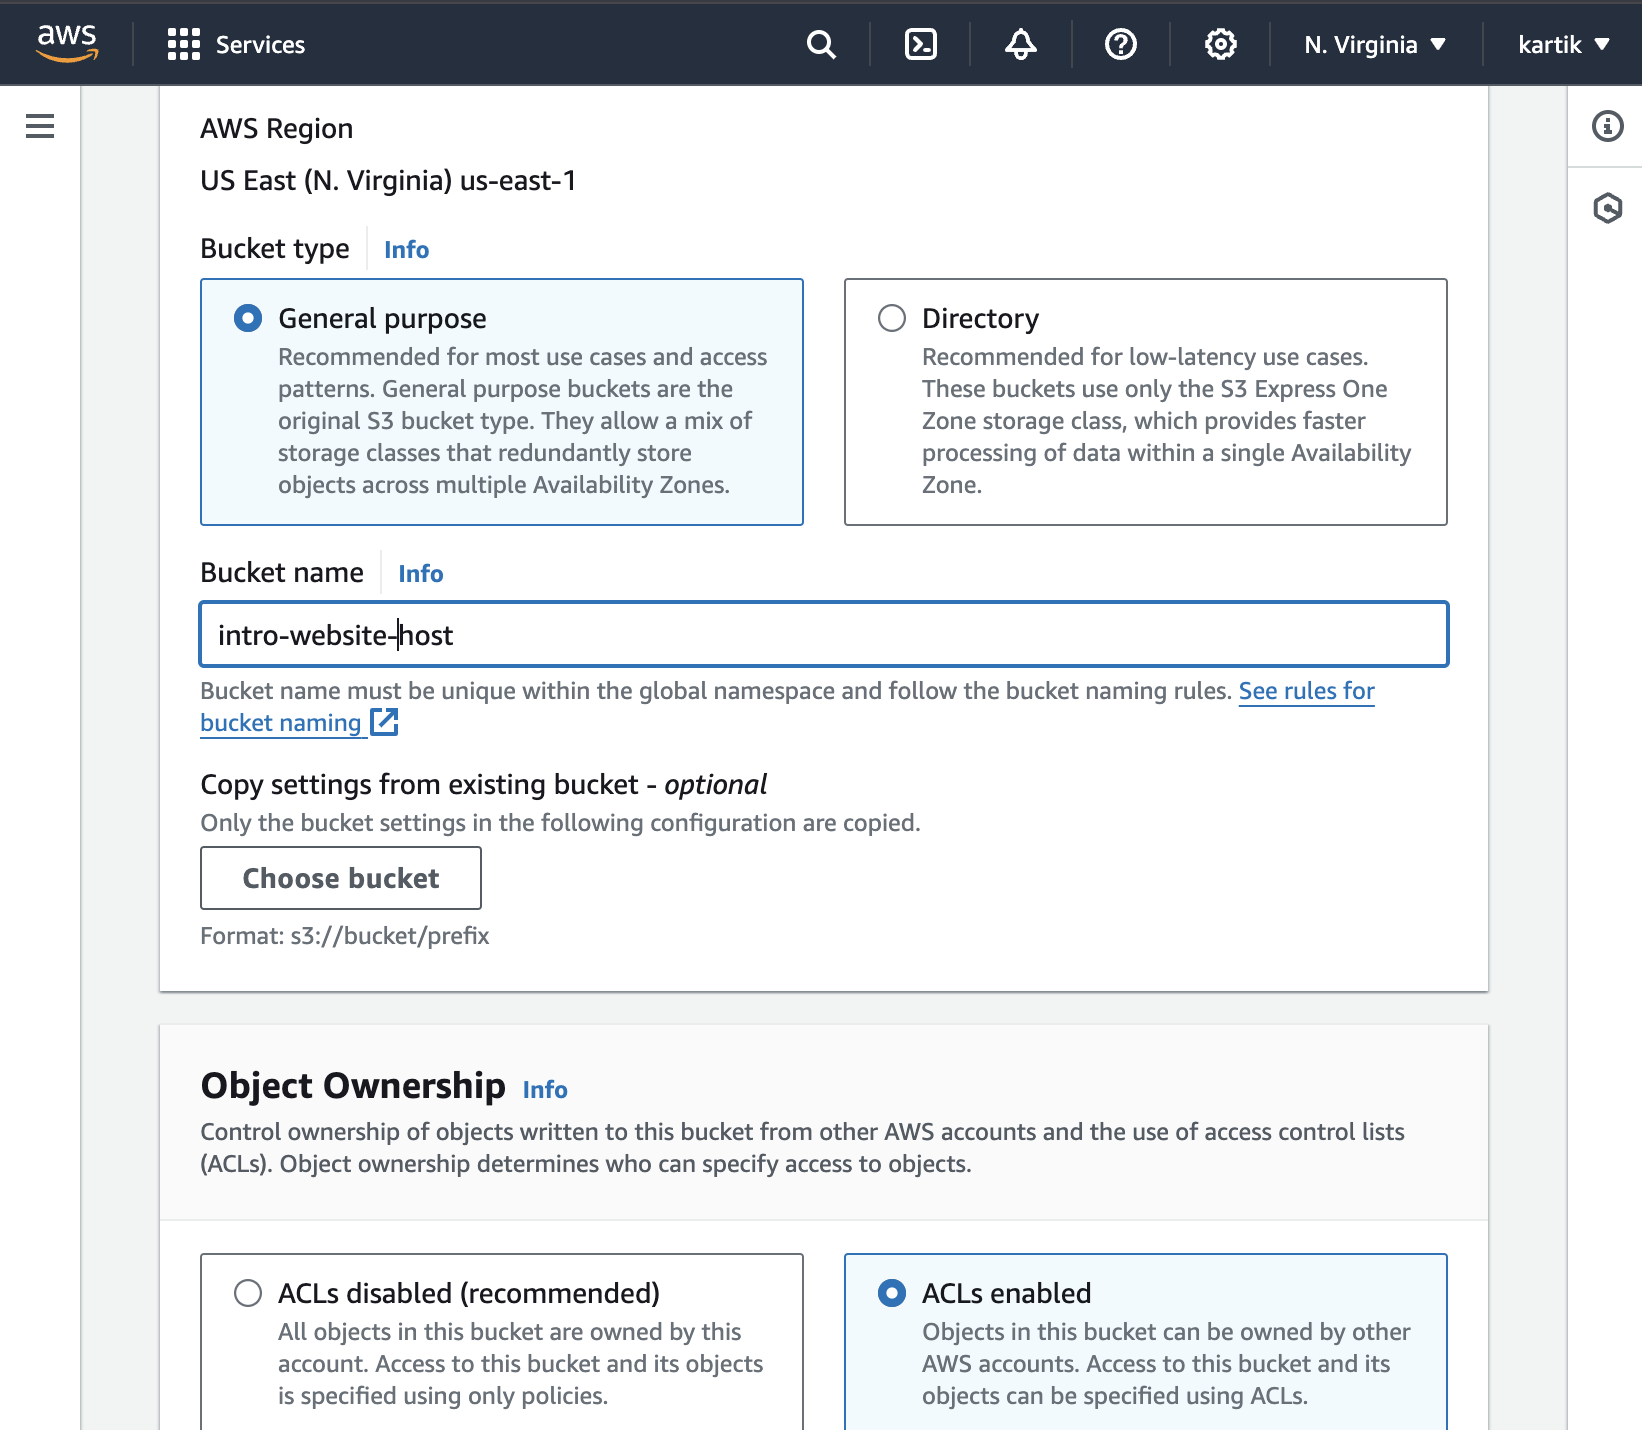 aws
Services
N. Virginia
kartik
AWS Region
US East (N. Virginia) us-east-1
Bucket type
Info
General purpose
Recommended for most use cases and access
patterns. General purpose buckets are the
original S3 bucket type. They allow a mix of
storage classes that redundantly store
objects across multiple Availability Zones.
Directory
Recommended for low-latency use cases.
These buckets use only the S3 Express One
Zone storage class, which provides faster
processing of data within a single Availability
Zone.
Bucket name
Info
intro-website-host
Bucket name must be unique within the global namespace and follow the bucket naming rules. See rules for
bucket naming
Copy settings from existing bucket - optional
Only the bucket settings in the following configuration are copied.
Choose bucket
Format: s3://bucket/prefix
Object Ownership Info
Control ownership of objects written to this bucket from other AWS accounts and the use of access control lists
(ACLs). Object ownership determines who can specify access to objects.
ACLs disabled (recommended)
All objects in this bucket are owned by this
account. Access to this bucket and its objects
is specified using only policies.
ACLs enabled
Objects in this bucket can be owned by other
AWS accounts. Access to this bucket and its
objects can be specified using ACLs.